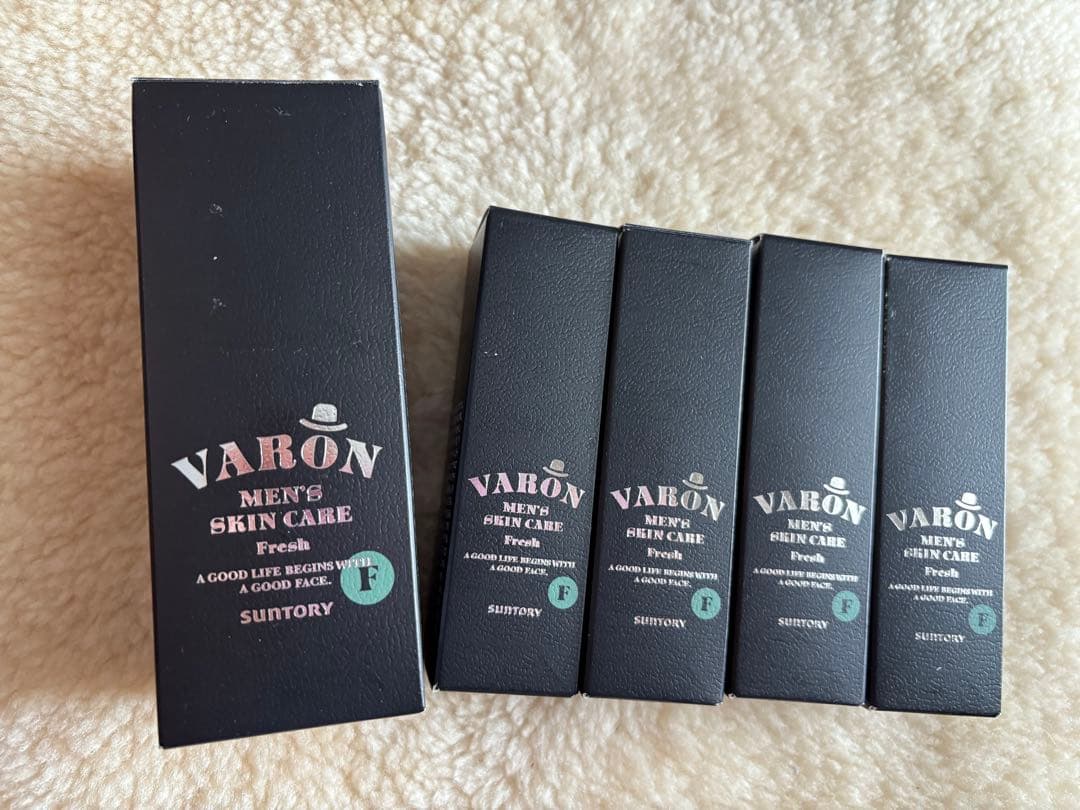 VARON
MEN'S
SKIN CARE
Fresh
A GOOD LIFE BEGINS WITH
A GOOD FACE.
F
SUNTORY
VARON
MEN'S
SKIN CARE
Fresh
A GOOD LIFE BEGINS WITH
A GOOD FACE.
F
SUNTORY
VARON
MEN'S
SKIN CARE
Fresh
A GOOD LIFE BEGINS WITH
A GOOD FACE.
F
SUNTORY
VARON
MEN'S
SKIN CARE
Fresh
A GOOD LIFE BEGINS WITH
A GOOD FACE.
F
SUNTORY
VARON
MEN'S
SKIN CARE
Fresh
A GOOD LIFE BEGINS WITH
A GOOD FACE.
F
SUNTORY